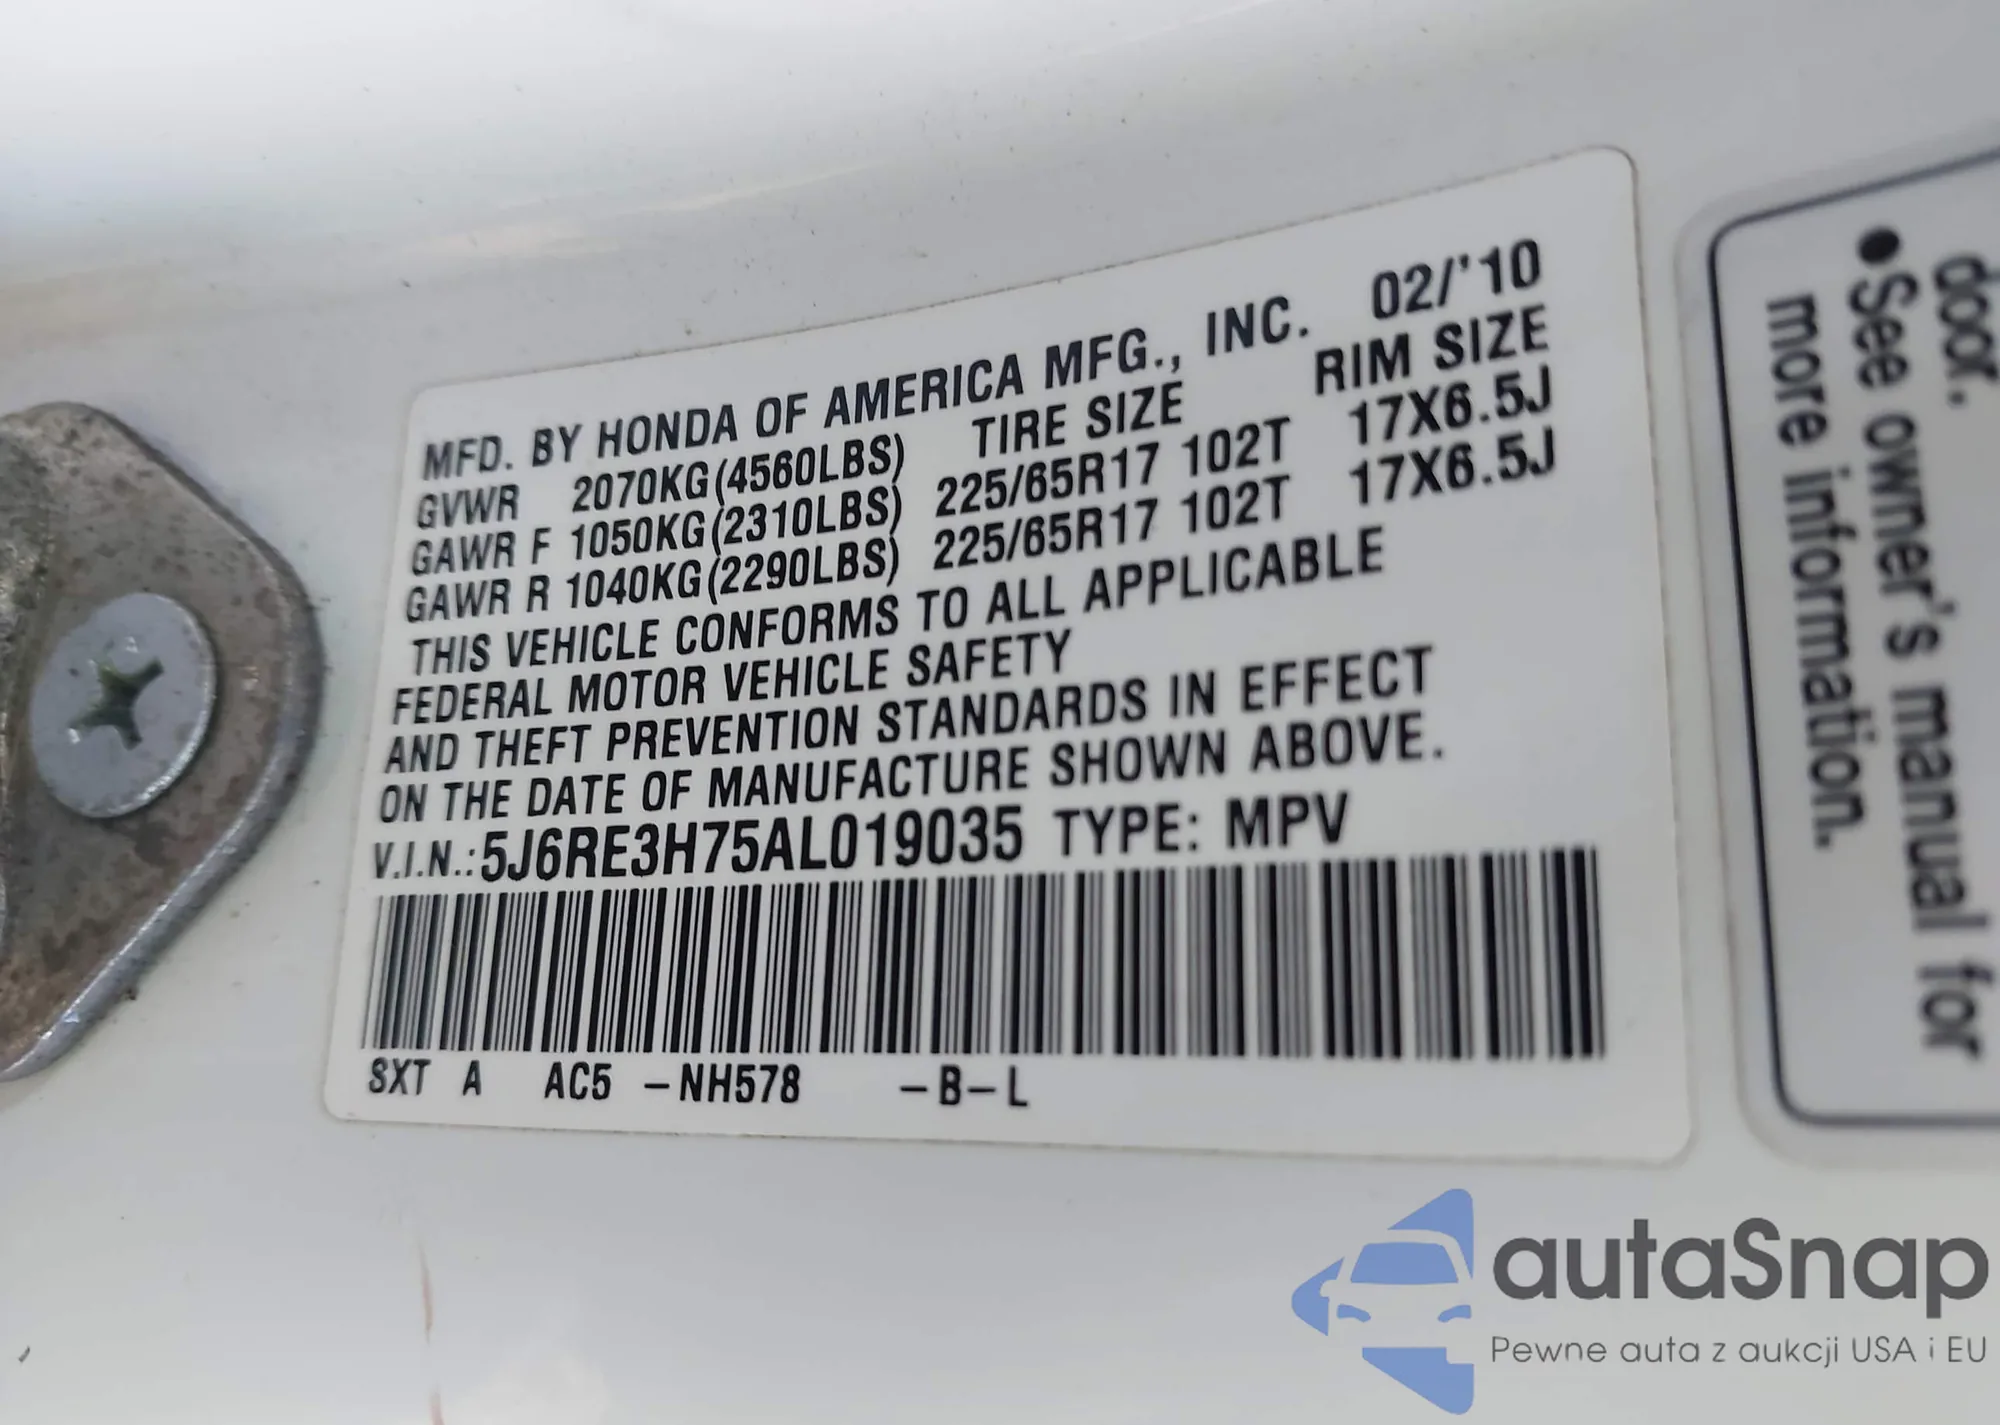 MFD. BY HONDA OF AMERICA MFG., INC. 02/'10
GVWR 2070KG(4560LBS) TIRE SIZE RIM SIZE
GAWR F 1050KG(2310LBS) 225/65R17 102T 17X6.5J
GAWR R 1040KG(2290LBS) 225/65R17 102T 17X6.5J
THIS VEHICLE CONFORMS TO ALL APPLICABLE
FEDERAL MOTOR VEHICLE SAFETY
AND THEFT PREVENTION STANDARDS IN EFFECT
ON THE DATE OF MANUFACTURE SHOWN ABOVE.
V.I.N.:5J6RE3H75AL019035 TYPE: MPV
SXT A AC5 -NH578 -B-L
door.
●See owner's manual for
more information.
autaSnap
Pewne auta z aukcji USA i EU